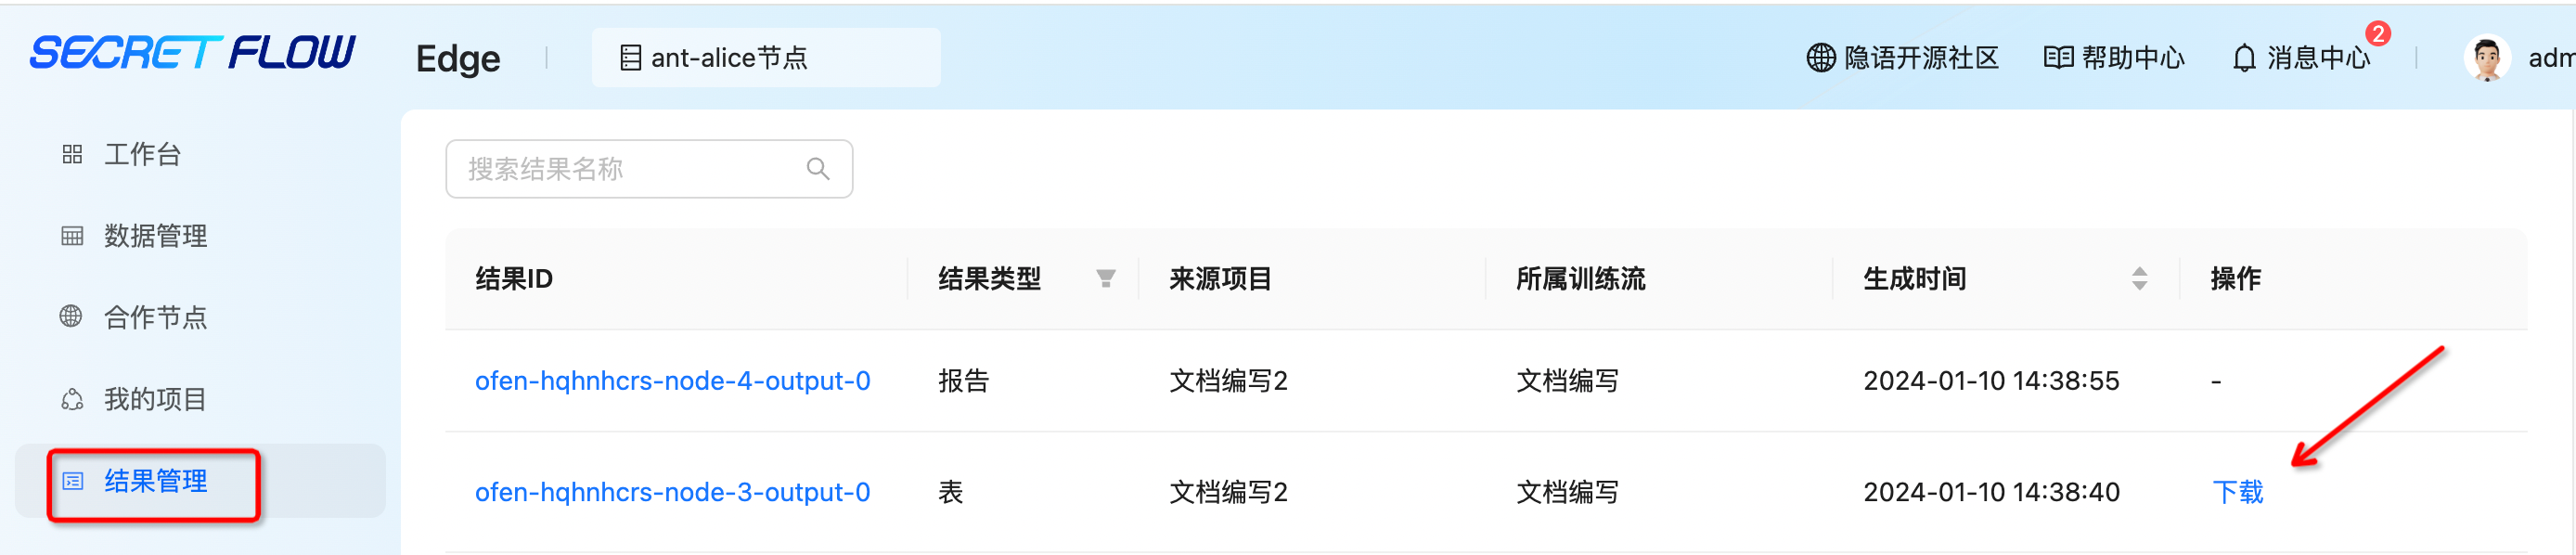 SECRET FLOW
Edge
ant-alice节点
隐语开源社区
帮助中心
消息中心
2
adm
工作台
数据管理
合作节点
我的项目
结果管理
搜索结果名称
结果ID 结果类型 来源项目 所属训练流 生成时间 操作
ofen-hqhnhcrs-node-4-output-0 报告 文档编写2 文档编写 2024-01-10 14:38:55 -
ofen-hqhnhcrs-node-3-output-0 表 文档编写2 文档编写 2024-01-10 14:38:40 下载